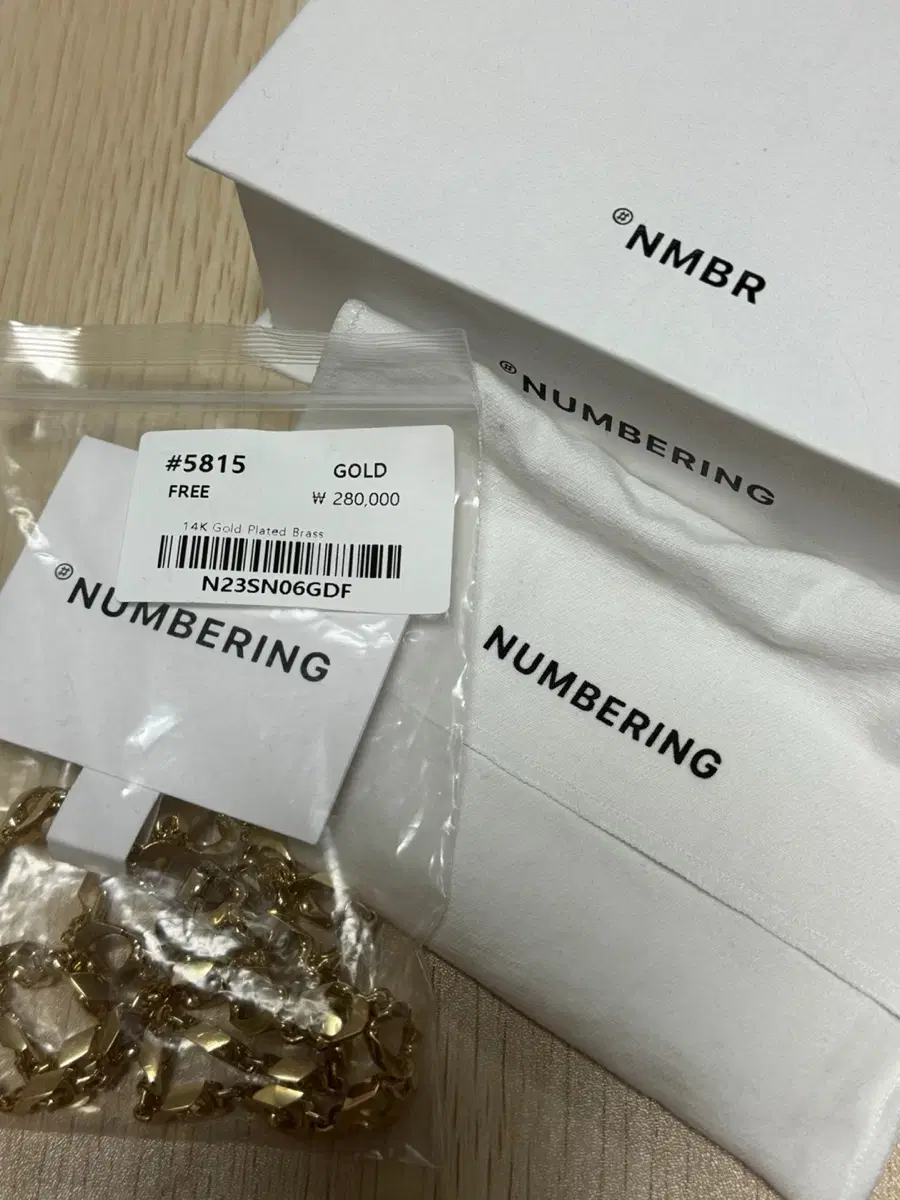 #NMBR
#NUMBERING
NUMBERING
#5815
GOLD
FREE
₩ 280,000
14K Gold Plated Brass
N23SN06GDF
#NUMBERING